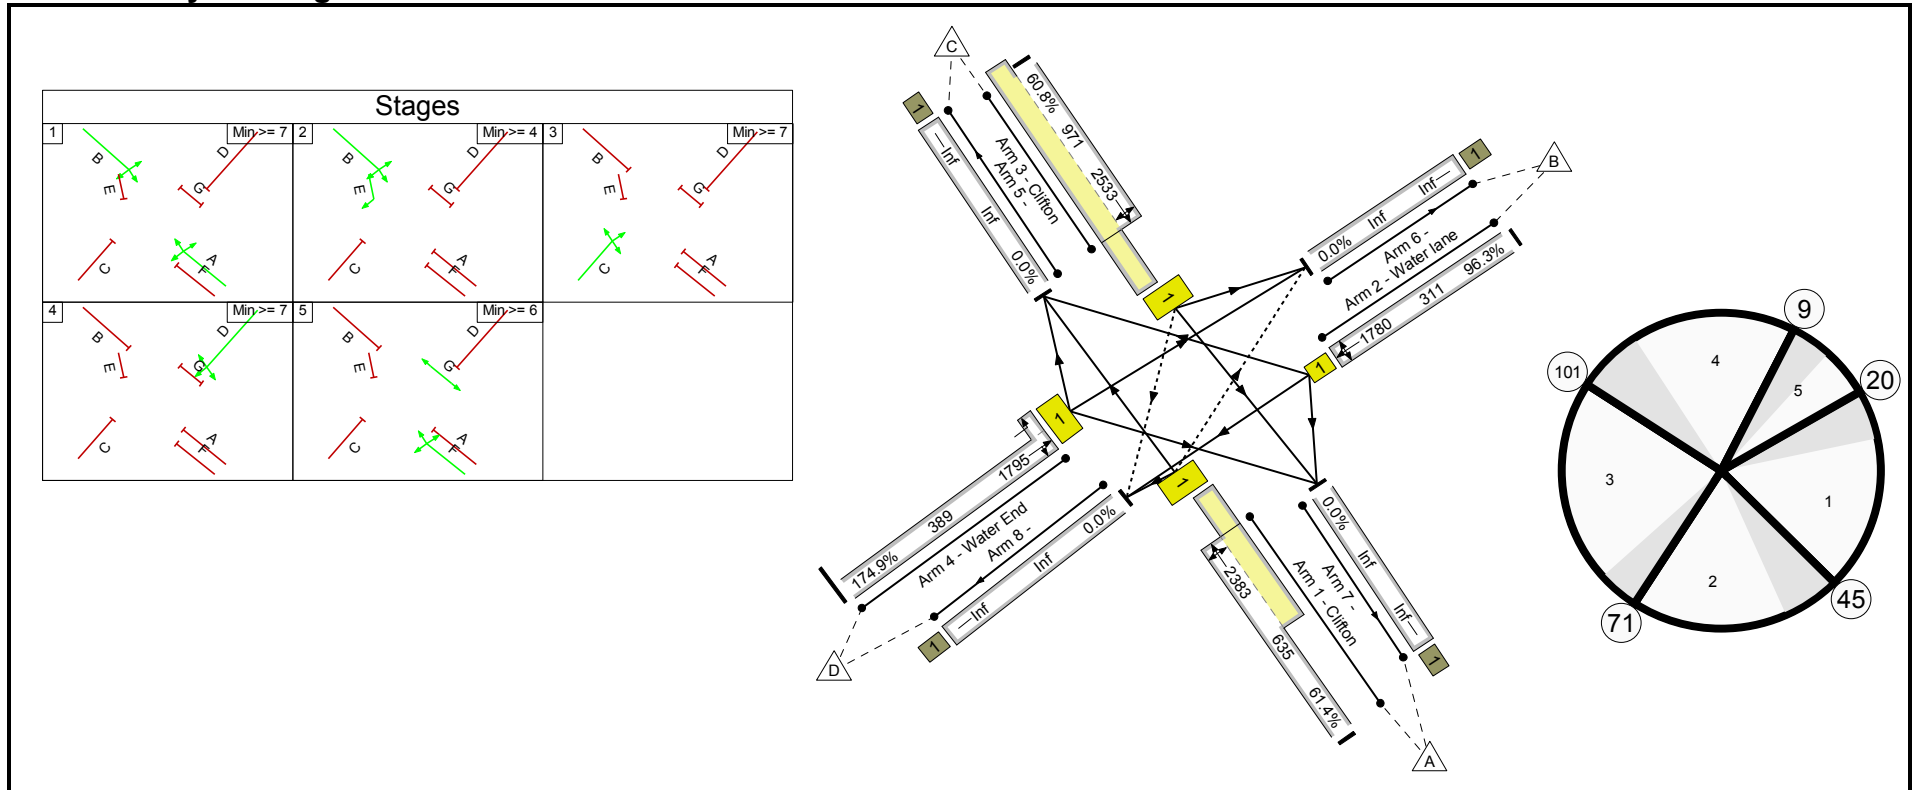 Stages
1
Min >= 7
B
D
E
G
C
A
F
2
Min >= 4
B
D
E
G
C
A
F
3
Min >= 7
B
D
E
G
C
A
F
4
Min >= 7
B
D
E
G
C
A
F
5
Min >= 6
B
D
E
G
C
A
F
C
1
Inf
Inf
0.0%
Arm 5 -
Arm 3 - Clifton
60.8%
971
2533
1
B
1
Inf
Inf
0.0%
Arm 6 -
Arm 2 - Water lane
96.3%
311
1780
1
1
1795
389
174.9%
Arm 4 - Water End
Arm 8 -
0.0%
Inf
Inf
1
D
1
2383
635
61.4%
Arm 1 - Clifton
Arm 7 -
0.0%
Inf
Inf
1
A
9
20
45
71
101
4
5
1
2
3